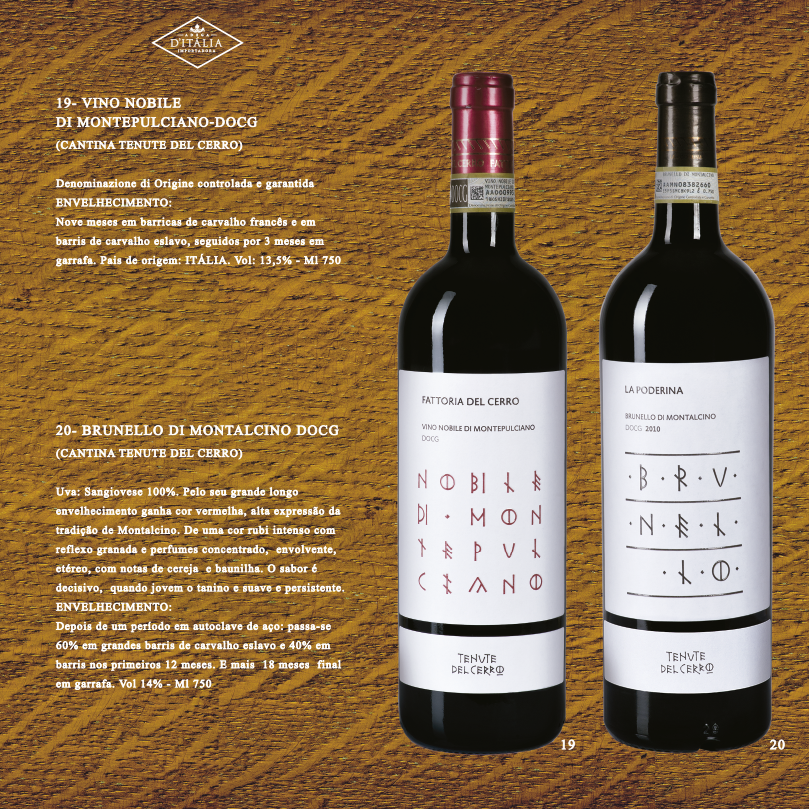 ADEGA
D'ITÁLIA
IMPORTADORA
19- VINO NOBILE
DI MONTEPULCIANO-DOCG
(CANTINA TENUTE DEL CERRO)
Denominazione di Origine controlada e garantida
ENVELHECIMENTO:
Nove meses em barricas de carvalho francês e em
barris de carvalho eslavo, seguidos por 3 meses em
garrafa. Pais de origem: ITÁLIA. Vol: 13,5% - Ml 750
20- BRUNELLO DI MONTALCINO DOCG
(CANTINA TENUTE DEL CERRO)
Uva: Sangiovese 100%. Pelo seu grande longo
envelhecimento ganha cor vermelha, alta expressão da
tradição de Montalcino. De uma cor rubi intenso com
reflexo granada e perfumes concentrado, envolvente,
etéreo, com notas de cereja e baunilha. O sabor é
decisivo, quando jovem o tanino e suave e persistente.
ENVELHECIMENTO:
Depois de um período em autoclave de aço: passa-se
60% em grandes barris de carvalho eslavo e 40% em
barris nos primeiros 12 meses. E mais 18 meses final
em garrafa. Vol 14% - Ml 750
DOCG
FATTORIA DEL CERRO
VINO NOBILE DI MONTEPULCIANO
DOCG
NOBILE
DI · MON
TEPUL
CIANO
TENUTE
DEL CERRO
19
BRUNELLO DI MONTALCINO
AAMN08382660
LA PODERINA
BRUNELLO DI MONTALCINO
DOCG 2010
· B · R · U ·
· N · E · L ·
· L · O ·
TENUTE
DEL CERRO
20